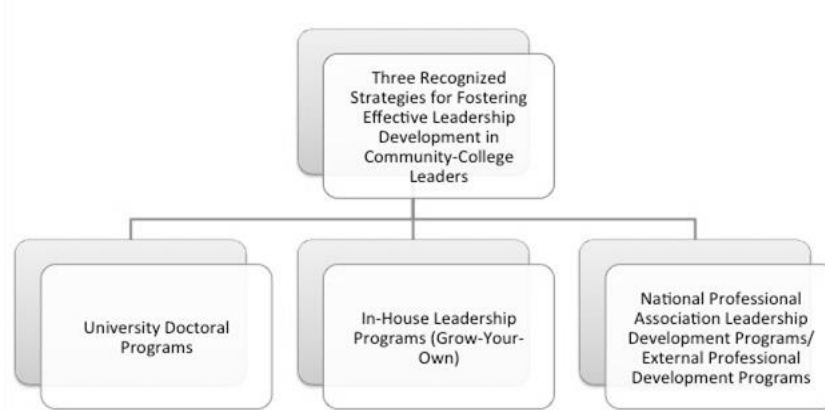 Three Recognized
Strategies for Fostering
Effective Leadership
Development in
Community-College
Leaders
University Doctoral
Programs
In-House Leadership
Programs (Grow-Your-
Own)
National Professional
Association Leadership
Development Programs/
External Professional
Development Programs